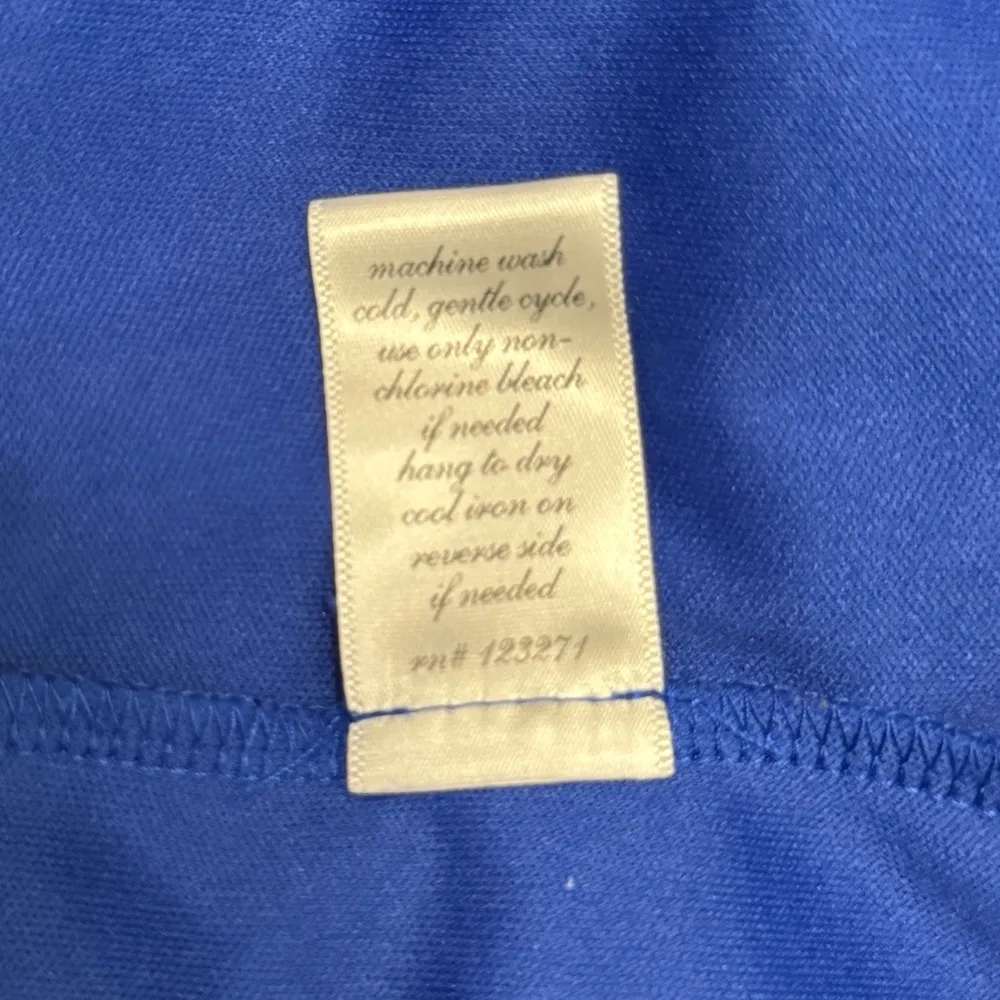 machine wash
cold, gentle cycle,
use only non-
chlorine bleach
if needed
hang to dry
cool iron on
reverse side
if needed
rn# 123271